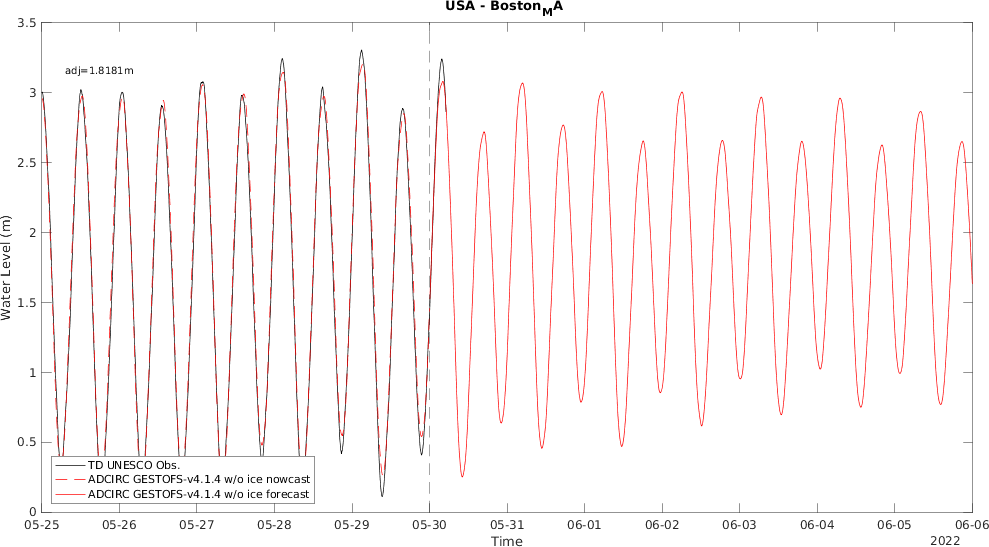 USA - Boston_MA
3.5
adj=1.8181m
3
2.5
2
1.5
1
0.5
0
Water Level (m)
TD UNESCO Obs.
ADCIRC GESTOFS-v4.1.4 w/o ice nowcast
ADCIRC GESTOFS-v4.1.4 w/o ice forecast
05-25 05-26 05-27 05-28 05-29 05-30 05-31 06-01 06-02 06-03 06-04 06-05 06-06
Time
2022